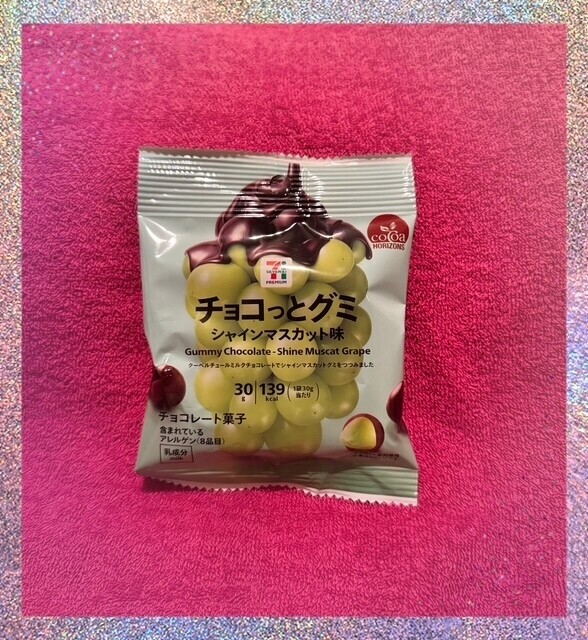 cocoa
HORIZONS
7
SEVEN&i
PREMIUM
チョコっとグミ
シャインマスカット味
Gummy Chocolate - Shine Muscat Grape
クーベルチュールミルクチョコレートでシャインマスカットグミをつつみました
30g 139kcal (1袋30g当たり)
チョコレート菓子
含まれている
アレルゲン(8品目)
乳成分
milk